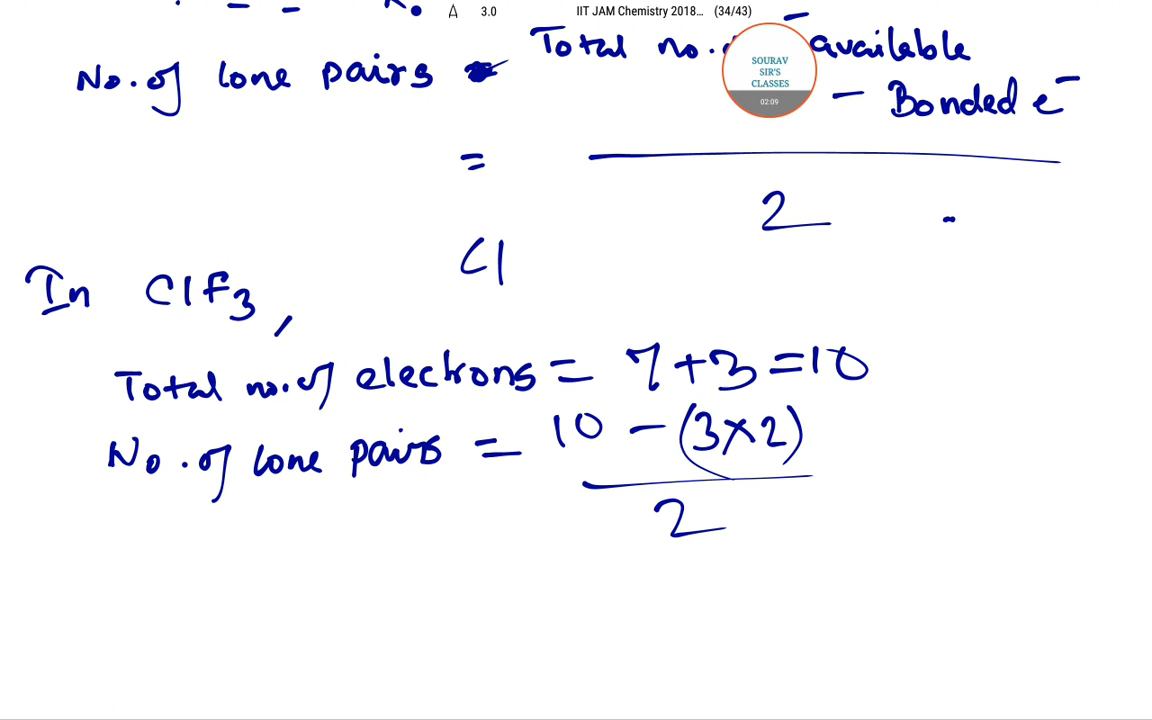 A 3.0 IIT JAM Chemistry 2018... (34/43)
No. of lone pairs = Total no. e⁻ available
SOURAV
SIR'S
CLASSES
02:09
– Bonded e⁻
=
2
Cl
In ClF3,
Total no. of electrons = 7+3=10
No. of lone pairs = 10 – (3×2)
2